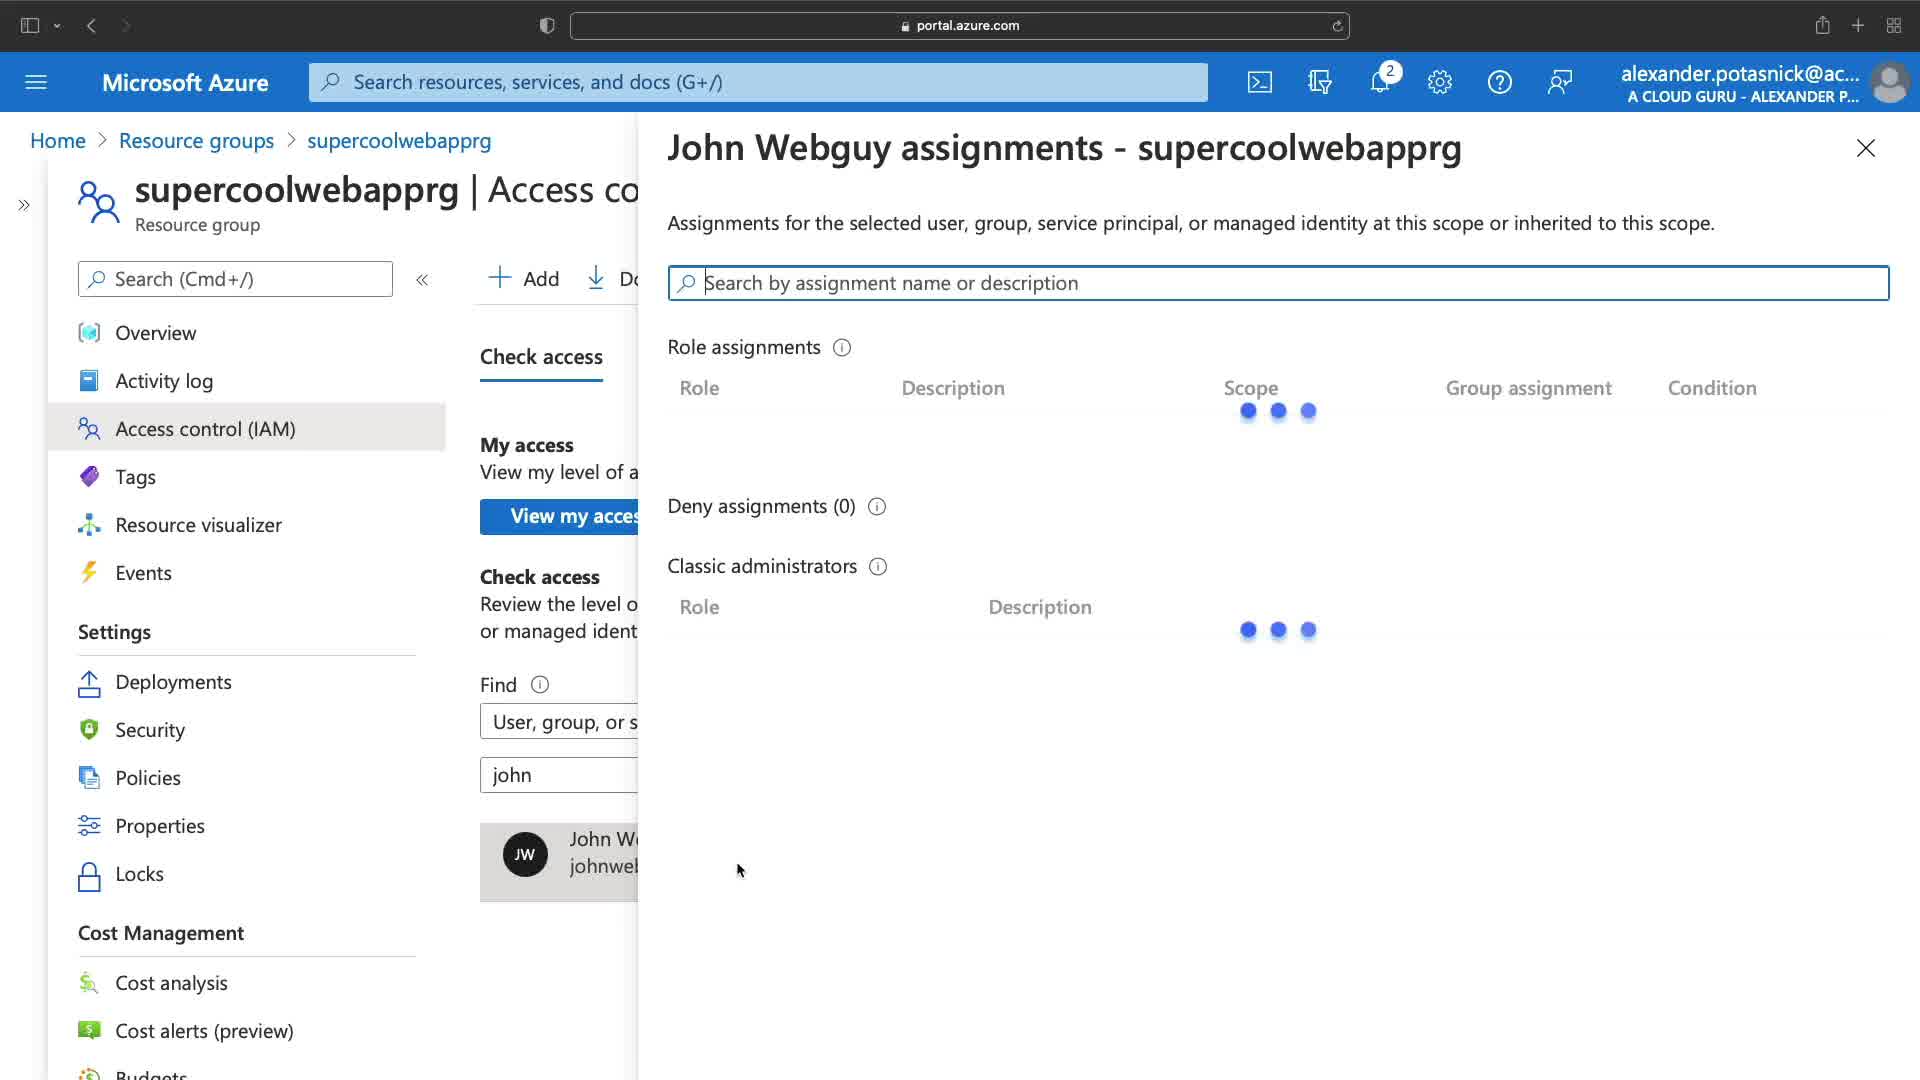 portal.azure.com
Microsoft Azure
Search resources, services, and docs (G+/)
2
alexander.potasnick@ac...
A CLOUD GURU - ALEXANDER P...
Home > Resource groups > supercoolwebapprg
supercoolwebapprg | Access co
Resource group
Search (Cmd+/)
Overview
Activity log
Access control (IAM)
Tags
Resource visualizer
Events
Settings
Deployments
Security
Policies
Properties
Locks
Cost Management
Cost analysis
Cost alerts (preview)
Budgets
Add
Do
Check access
My access
View my level of a
View my acces
Check access
Review the level o
or managed ident
Find
User, group, or s
john
JW
John We
johnweb
John Webguy assignments - supercoolwebapprg
Assignments for the selected user, group, service principal, or managed identity at this scope or inherited to this scope.
Search by assignment name or description
Role assignments
Role Description Scope Group assignment Condition
Deny assignments (0)
Classic administrators
Role Description